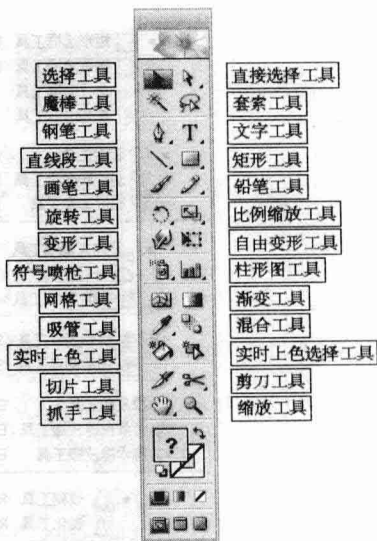 选择工具 直接选择工具
魔棒工具 套索工具
钢笔工具 T 文字工具
直线段工具 矩形工具
画笔工具 铅笔工具
旋转工具 比例缩放工具
变形工具 自由变形工具
符号喷枪工具 柱形图工具
网格工具 渐变工具
吸管工具 混合工具
实时上色工具 实时上色选择工具
切片工具 剪刀工具
抓手工具 缩放工具
?